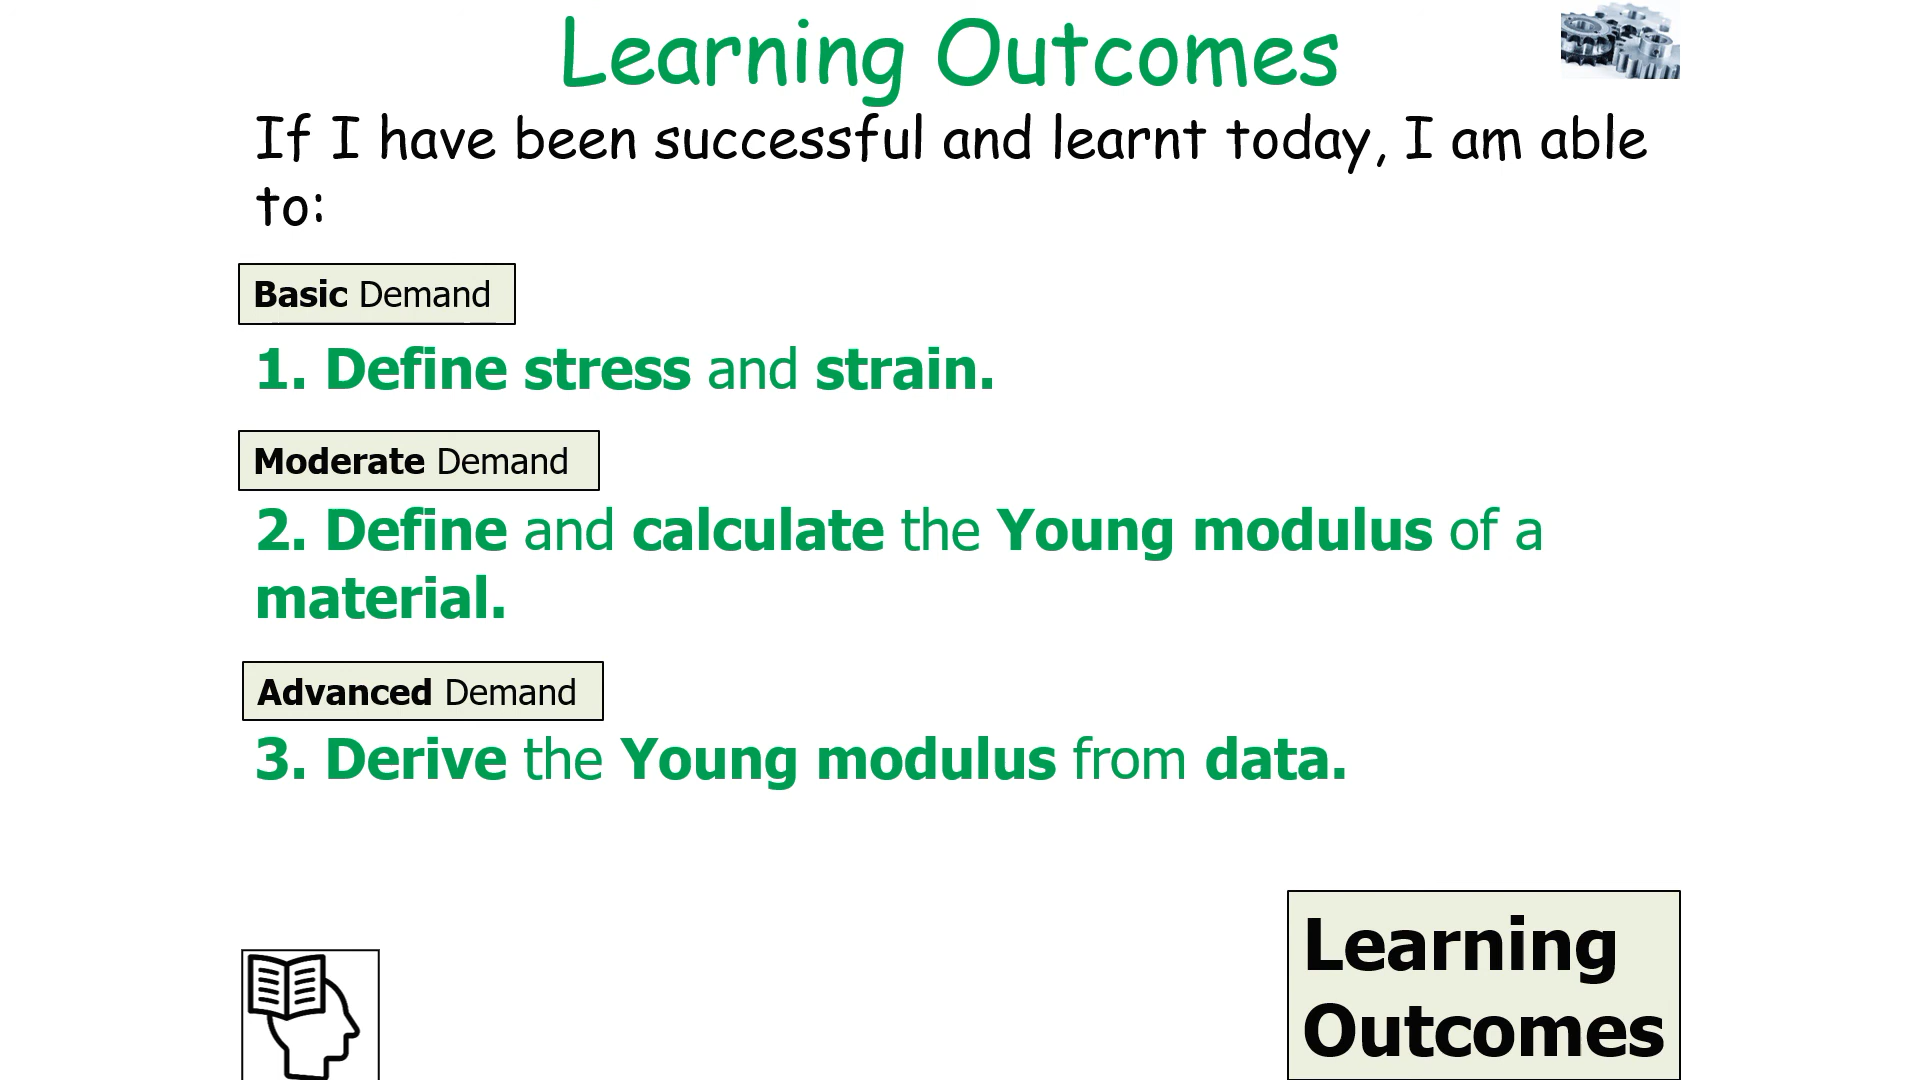 Learning Outcomes
If I have been successful and learnt today, I am able
to:
Basic Demand
1. Define stress and strain.
Moderate Demand
2. Define and calculate the Young modulus of a
material.
Advanced Demand
3. Derive the Young modulus from data.
Learning
Outcomes